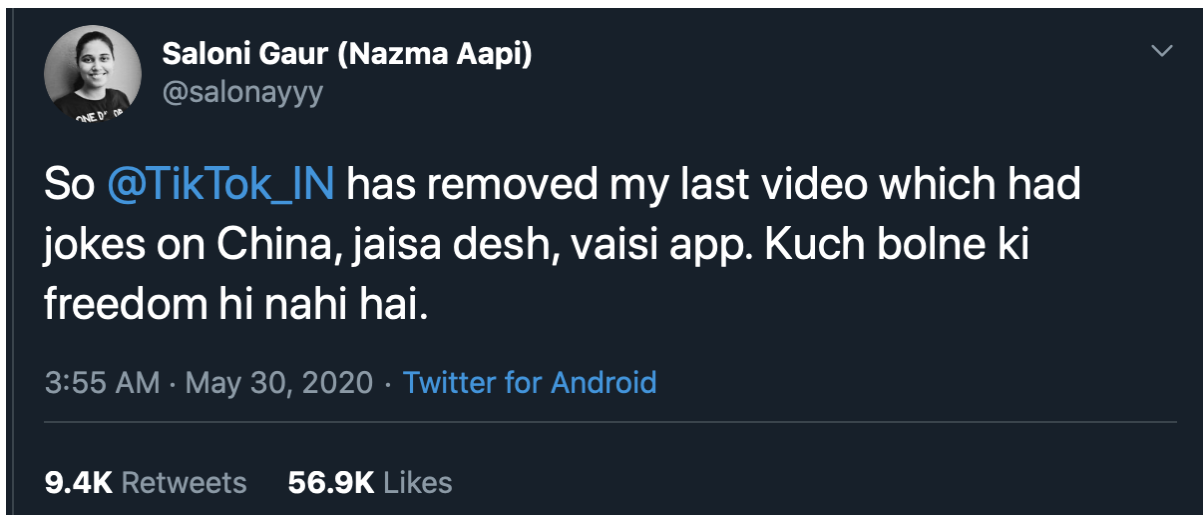 Saloni Gaur (Nazma Aapi)
@salonayyy
So @TikTok_IN has removed my last video which had
jokes on China, jaisa desh, vaisi app. Kuch bolne ki
freedom hi nahi hai.
3:55 AM · May 30, 2020 · Twitter for Android
9.4K Retweets 56.9K Likes